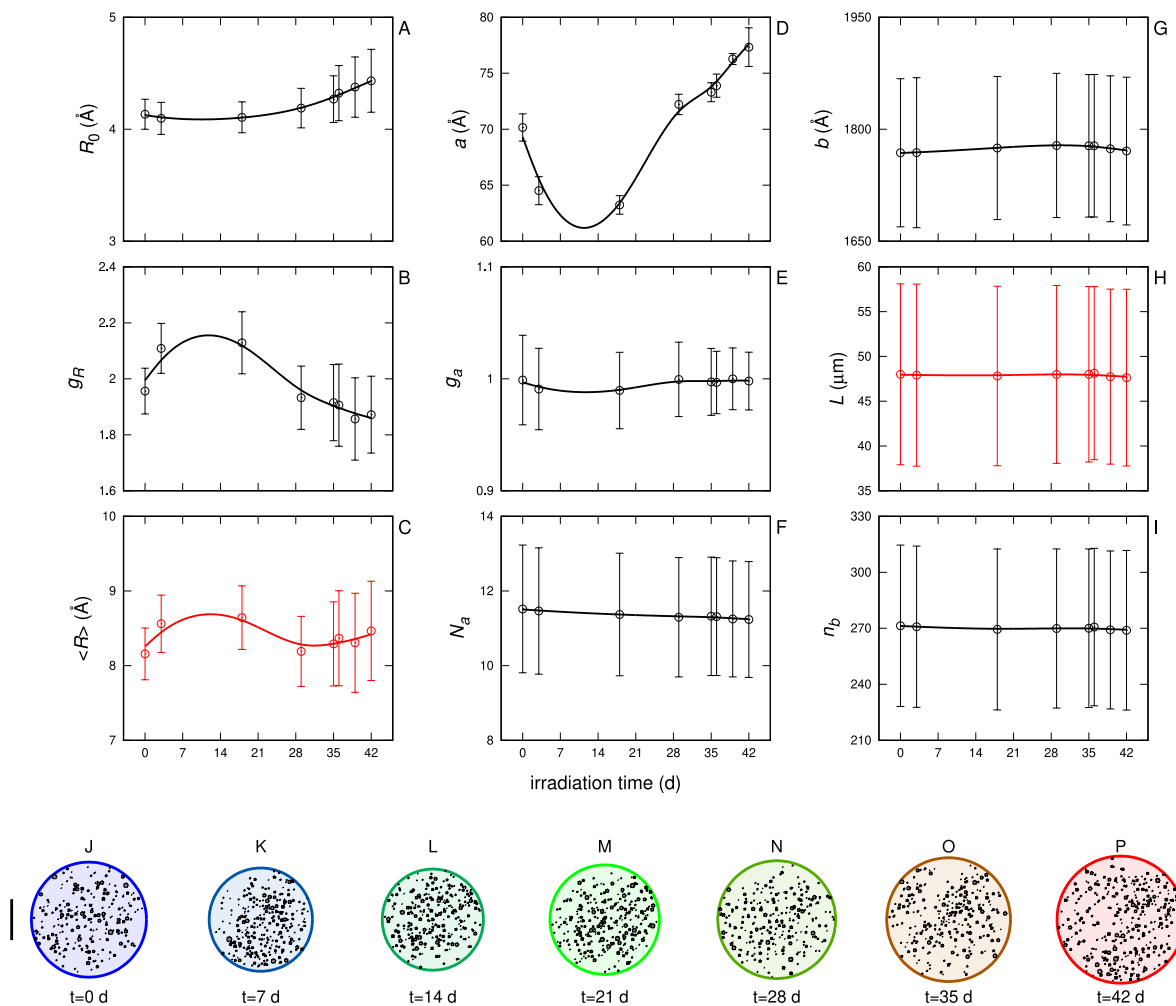 5
4
3
R0 (Å)
A
80
75
70
65
60
a (Å)
D
1950
1800
1650
b (Å)
G
2.4
2.2
2
1.8
1.6
gR
B
1.1
1
0.9
ga
E
60
55
50
45
40
35
L (μm)
H
10
9
8
7
<R> (Å)
C
0 7 14 21 28 35 42
14
12
10
8
Na
F
0 7 14 21 28 35 42
330
300
270
240
210
nb
I
0 7 14 21 28 35 42
irradiation time (d)
J K L M N O P
t=0 d t=7 d t=14 d t=21 d t=28 d t=35 d t=42 d